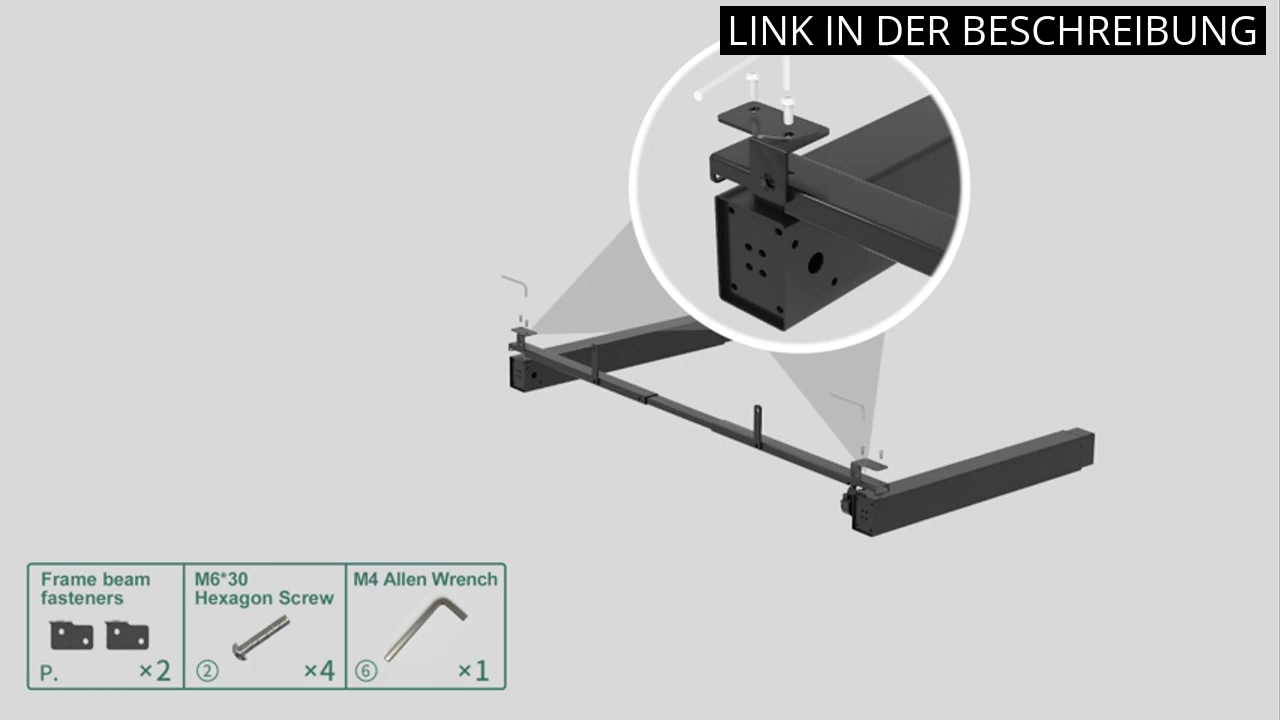 LINK IN DER BESCHREIBUNG
Frame beam
fasteners
P.
×2
M6*30
Hexagon Screw
②
×4
M4 Allen Wrench
⑥
×1